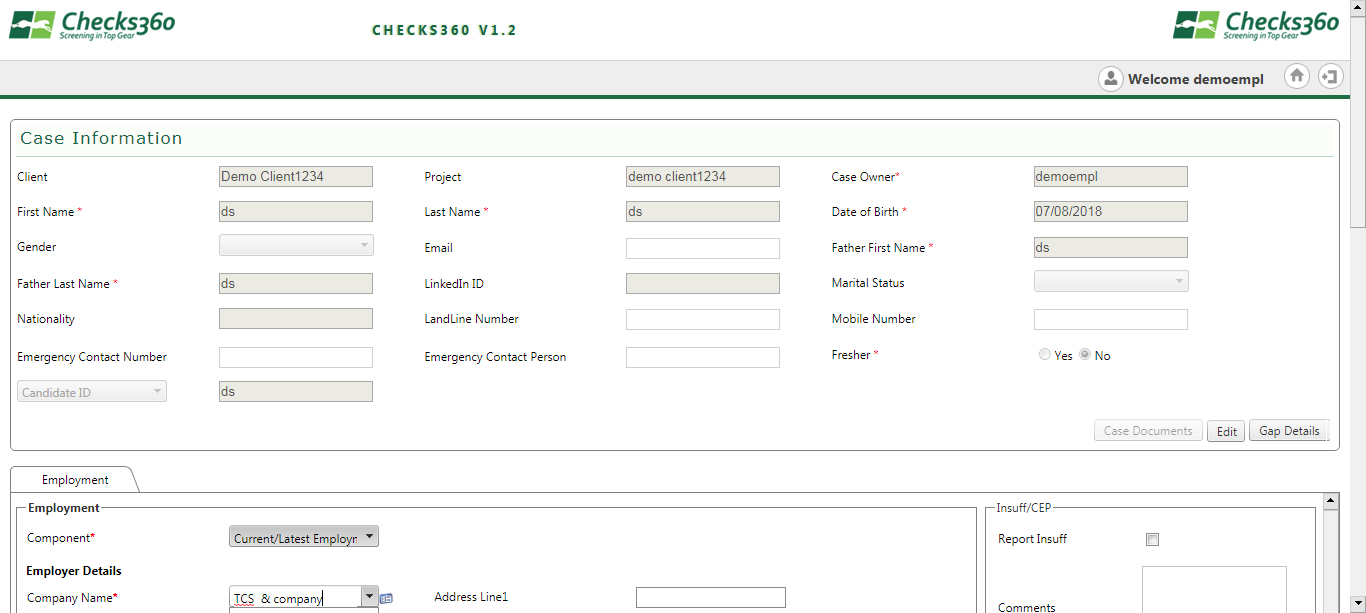 Checks360
Screening in Top Gear
CHECKS360 V1.2
Checks360
Screening in Top Gear
Welcome demoempl
Case Information
Client Demo Client1234 Project demo client1234 Case Owner* demoempl
First Name * ds Last Name * ds Date of Birth * 07/08/2018
Gender Email Father First Name * ds
Father Last Name * ds LinkedIn ID Marital Status
Nationality LandLine Number Mobile Number
Emergency Contact Number Emergency Contact Person Fresher * Yes No
Candidate ID ds
Case Documents Edit Gap Details
Employment
Employment Insuff/CEP
Component* Current/Latest Employn Report Insuff
Employer Details
Company Name* TCS & company Address Line1
Comments